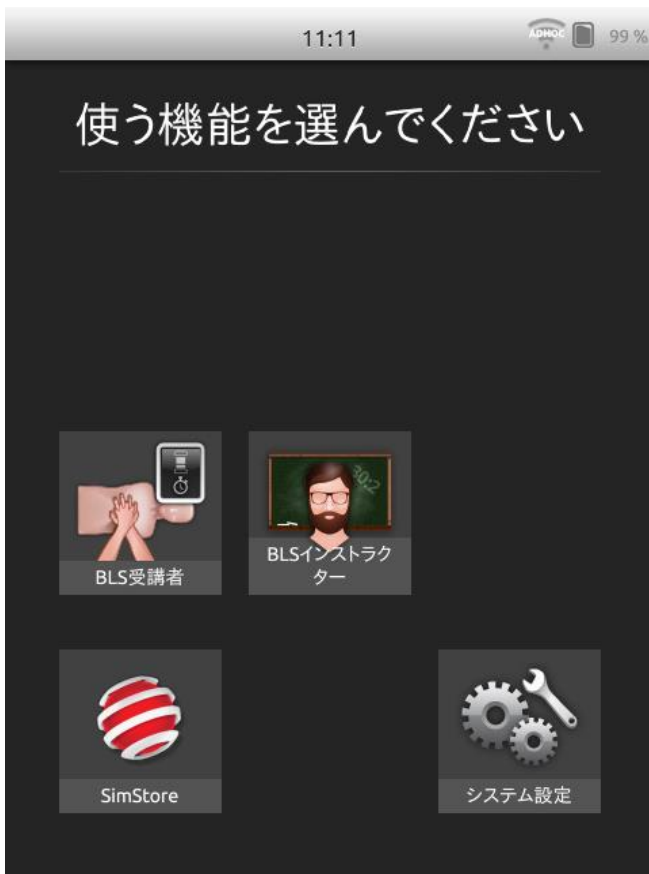 11:11
ADHOC
99 %
使う機能を選んでください
30:2
BLS受講者
BLSインストラク
ター
SimStore
システム設定